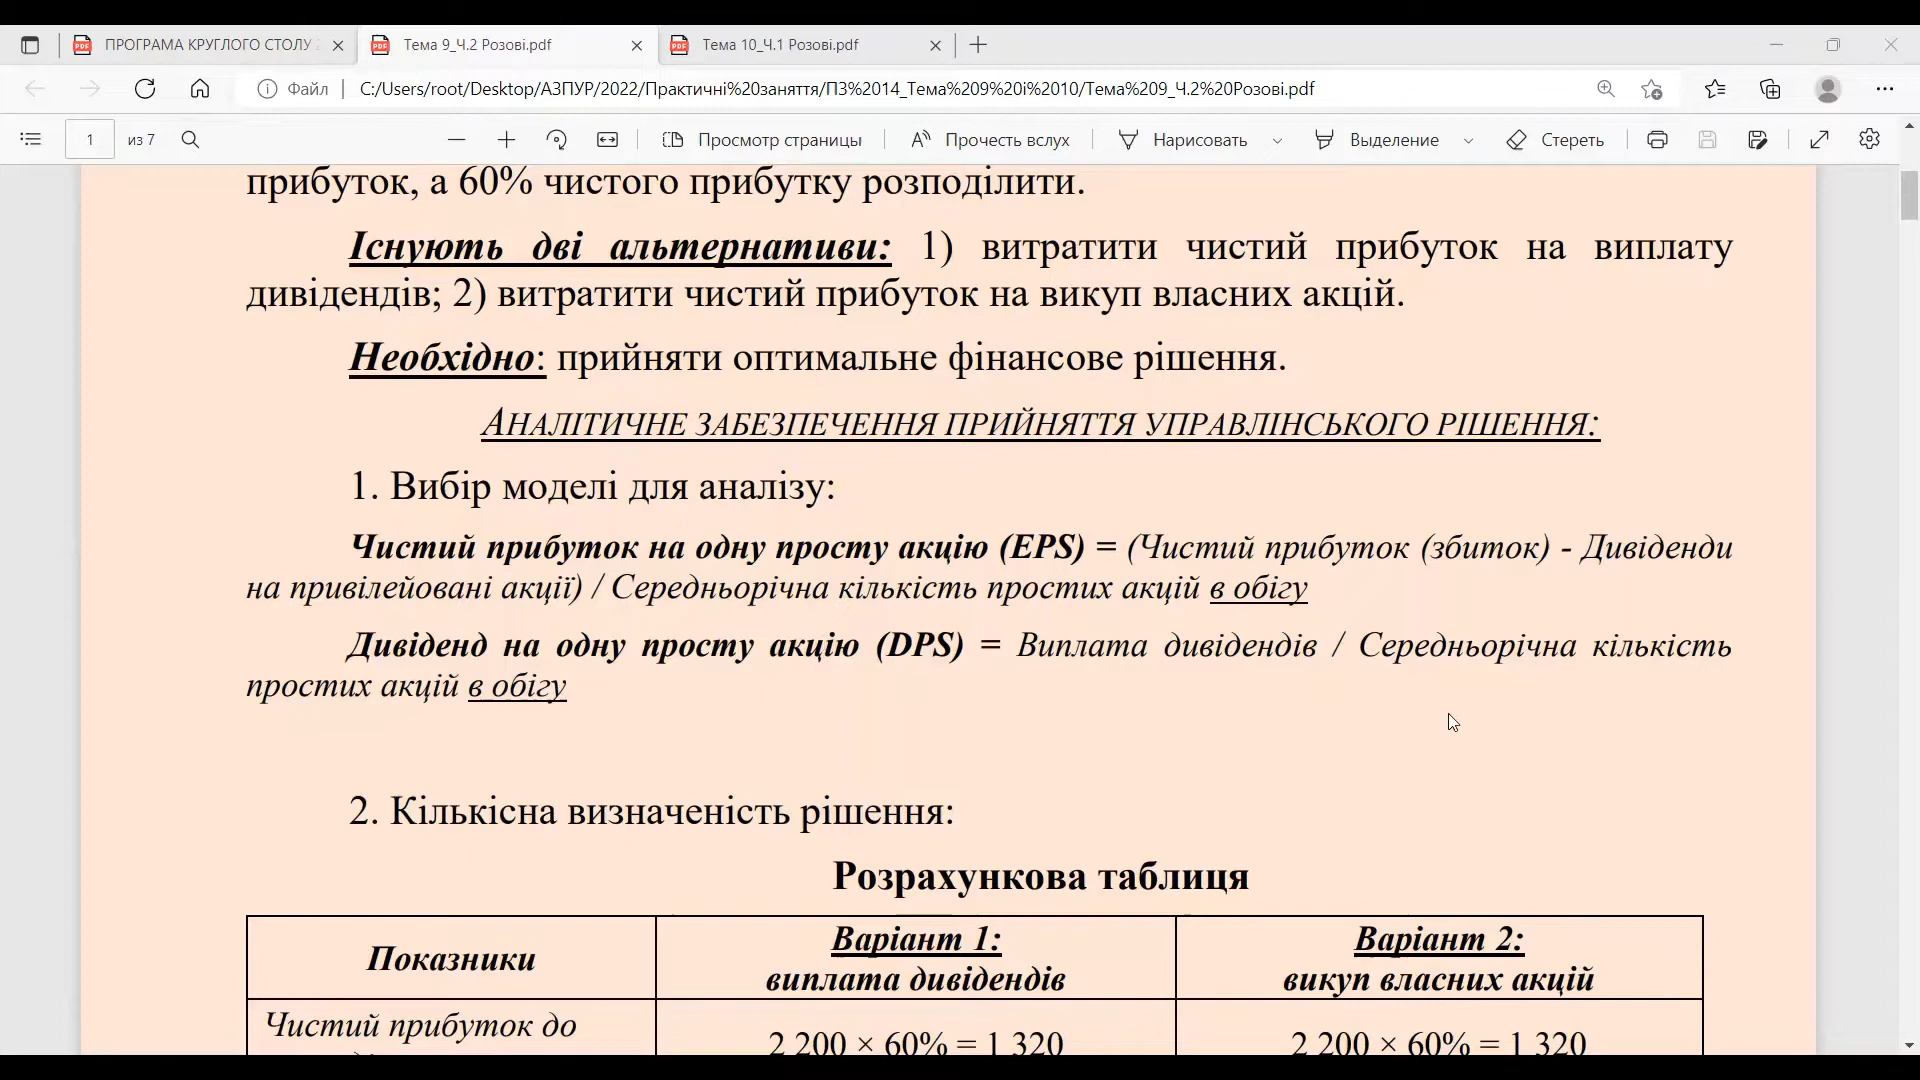 ПРОГРАМА КРУГЛОГО СТОЛУ
Тема 9_Ч.2 Розові.pdf
Тема 10_Ч.1 Розові.pdf
Файл
C:/Users/root/Desktop/АЗПУР/2022/Практичні%20заняття/ПЗ%2014_Тема%209%20і%2010/Тема%209_Ч.2%20Розові.pdf
1 из 7
Просмотр страницы
Прочесть вслух
Нарисовать
Выделение
Стереть
прибуток, а 60% чистого прибутку розподілити.
Існують дві альтернативи: 1) витратити чистий прибуток на виплату
дивідендів; 2) витратити чистий прибуток на викуп власних акцій.
Необхідно: прийняти оптимальне фінансове рішення.
АНАЛІТИЧНЕ ЗАБЕЗПЕЧЕННЯ ПРИЙНЯТТЯ УПРАВЛІНСЬКОГО РІШЕННЯ:
1. Вибір моделі для аналізу:
Чистий прибуток на одну просту акцію (EPS) = (Чистий прибуток (збиток) - Дивіденди
на привілейовані акції) / Середньорічна кількість простих акцій в обігу
Дивіденд на одну просту акцію (DPS) = Виплата дивідендів / Середньорічна кількість
простих акцій в обігу
2. Кількісна визначеність рішення:
Розрахункова таблиця
Показники
Варіант 1:
виплата дивідендів
Варіант 2:
викуп власних акцій
Чистий прибуток до
2 200 × 60% = 1 320
2 200 × 60% = 1 320